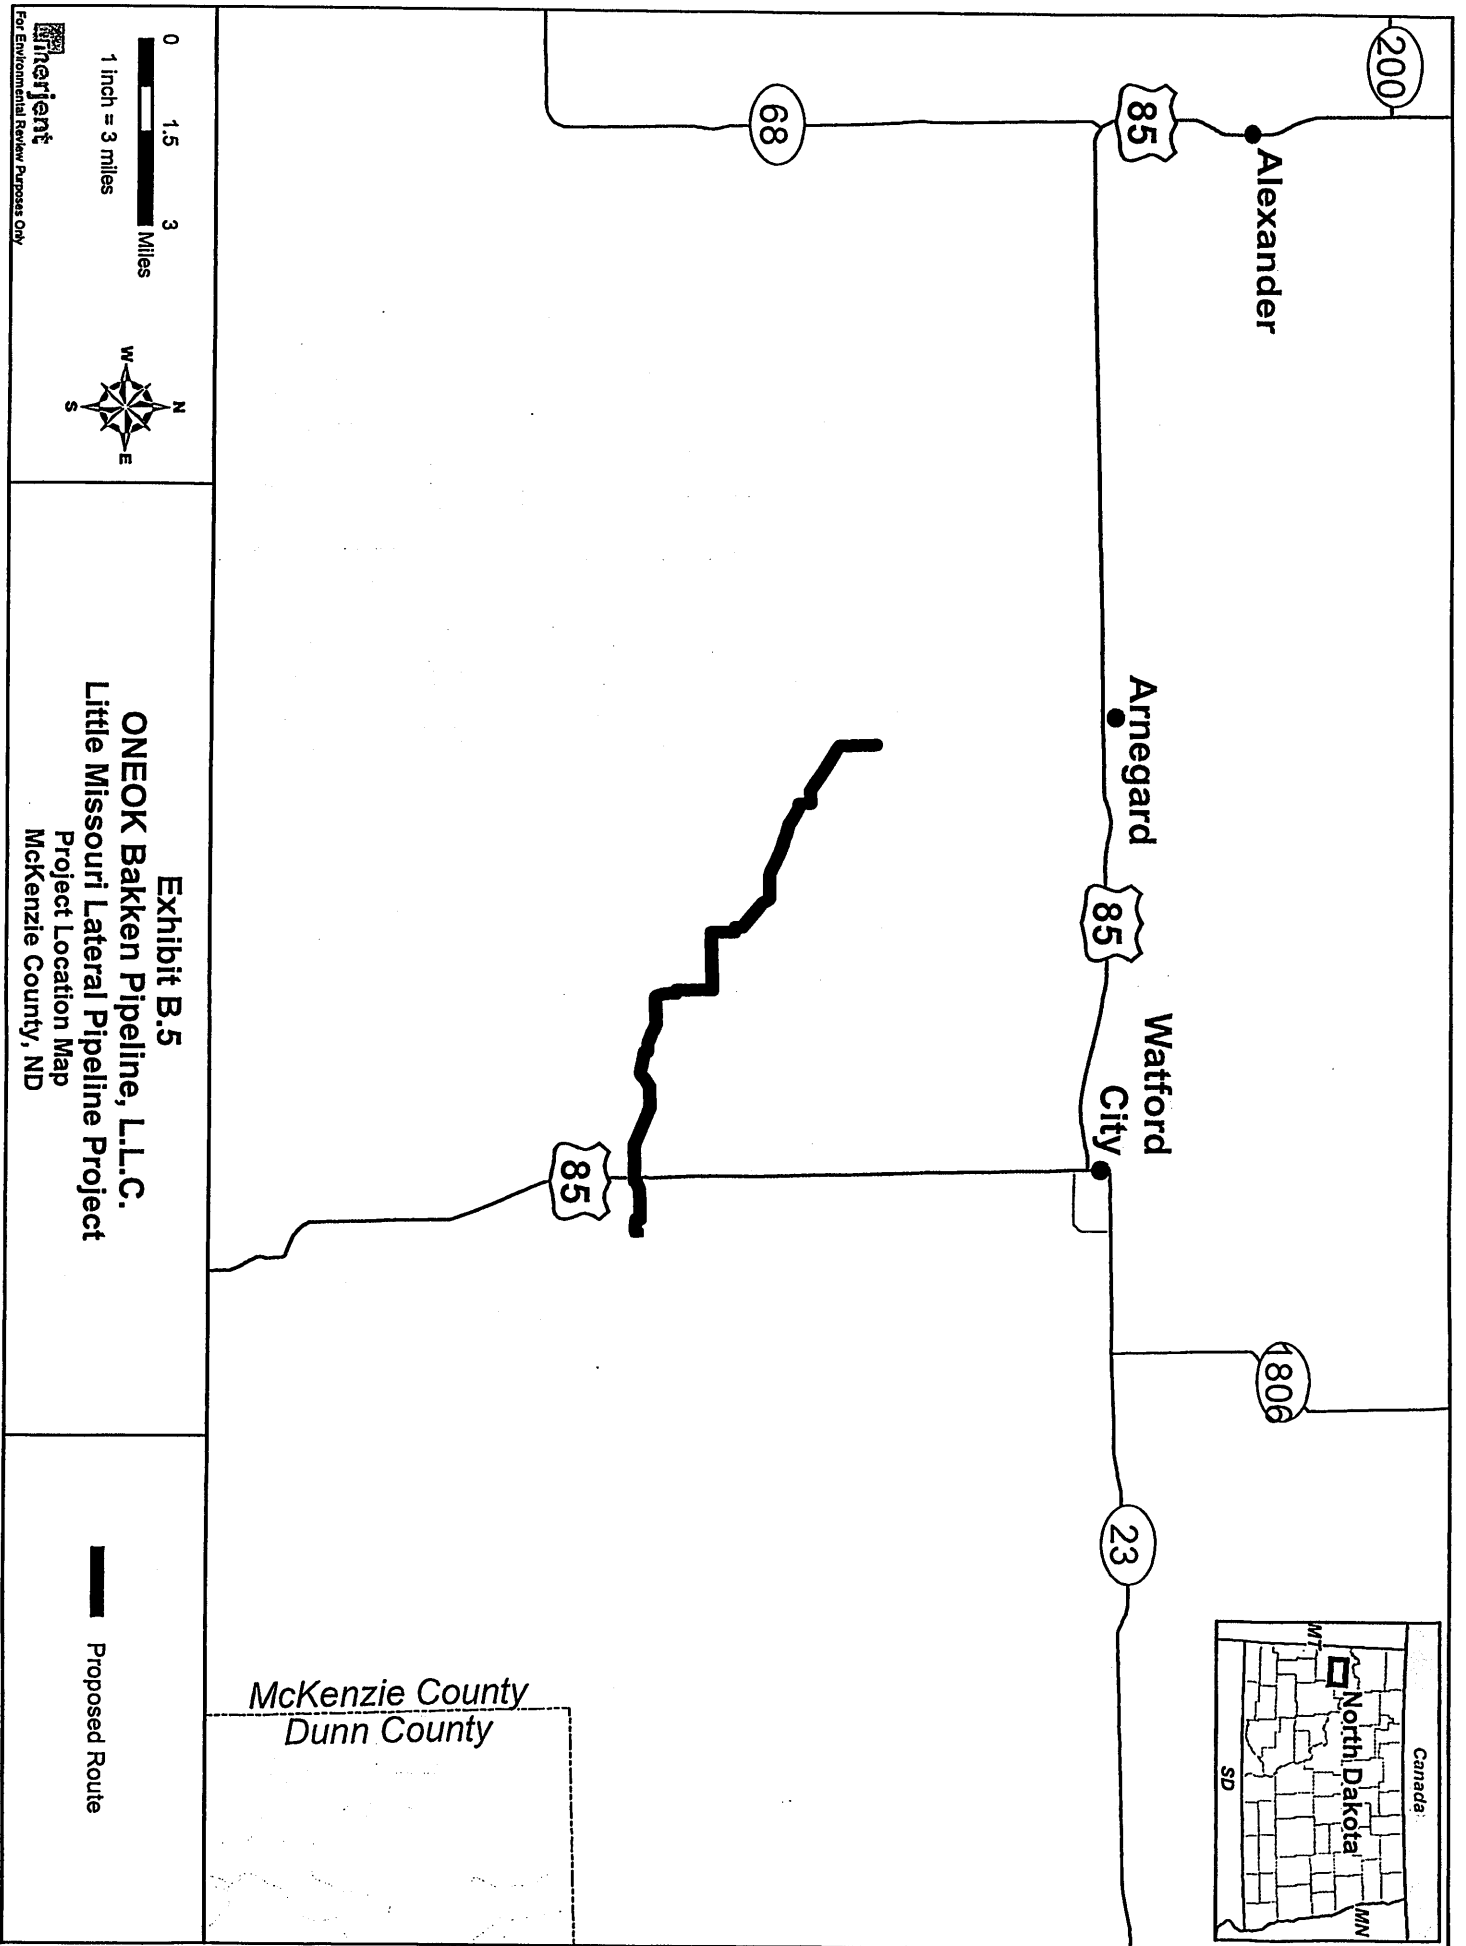 200
85
Alexander
68
Arnegard
85
Watford
City
85
1806
23
Canada
MT
North Dakota
MN
SD
McKenzie County
Dunn County
0 1.5 3
Miles
1 inch = 3 miles
N
W
E
S
Merjent
For Environmental Review Purposes Only
Exhibit B.5
ONEOK Bakken Pipeline, L.L.C.
Little Missouri Lateral Pipeline Project
Project Location Map
McKenzie County, ND
Proposed Route